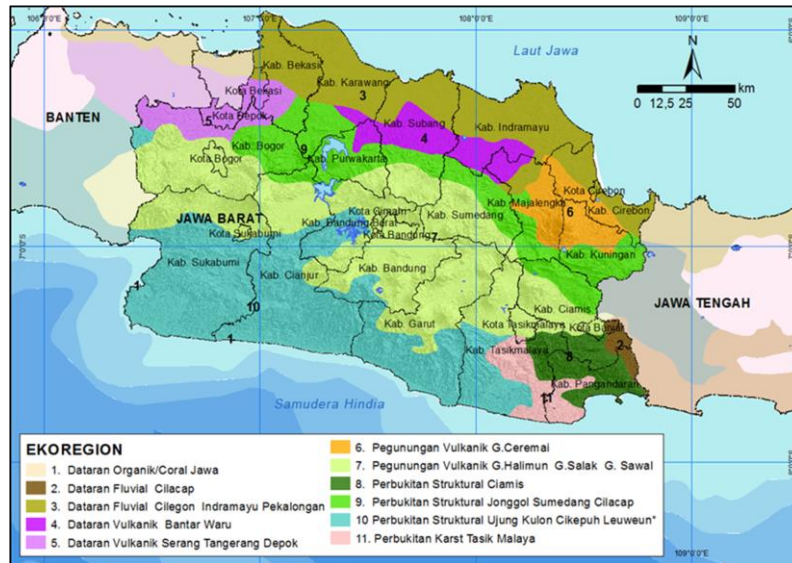 106°0'0"E
107°0'0"E
108°0'0"E
109°0'0"E
Laut Jawa
N
km
0 12,5 25 50
Kab. Bekasi
Kota Bekasi
Kab. Karawang
3
BANTEN
5
Kota Depok
Kab. Subang
4
Kab. Indramayu
Kab. Bogor
9
Kab. Purwakarta
Kota Bogor
Kota Cirebon
Kab. Majalengka
6
Kab. Cirebon
JAWA BARAT
Kota Cimahi
Kab. Sumedang
Kab. Bandung Barat
Kota Sukabumi
Kota Bandung
7
7°0'0"S
7°0'0"S
Kab. Kuningan
Kab. Sukabumi
Kab. Cianjur
Kab. Bandung
1
10
JAWA TENGAH
Kab. Ciamis
Kab. Garut
Kota Tasikmalaya
Kota Banjar
2
1
Kab. Tasikmalaya
8
Kab. Pangandaran
11
Samudera Hindia
EKOREGION
1. Dataran Organik/Coral Jawa
2. Dataran Fluvial Cilacap
3. Dataran Fluvial Cilegon Indramayu Pekalongan
4. Dataran Vulkanik Bantar Waru
5. Dataran Vulkanik Serang Tangerang Depok
6. Pegunungan Vulkanik G.Ceremai
7. Pegunungan Vulkanik G.Halimun G.Salak G. Sawal
8. Perbukitan Struktural Ciamis
9. Perbukitan Struktural Jonggol Sumedang Cilacap
10 Perbukitan Struktural Ujung Kulon Cikepuh Leuweun*
11. Perbukitan Karst Tasik Malaya
109°0'0"E